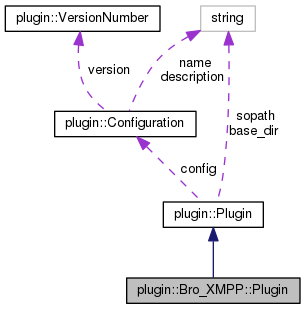 plugin::VersionNumber
string
version
name
description
plugin::Configuration
sopath
base_dir
config
plugin::Plugin
plugin::Bro_XMPP::Plugin